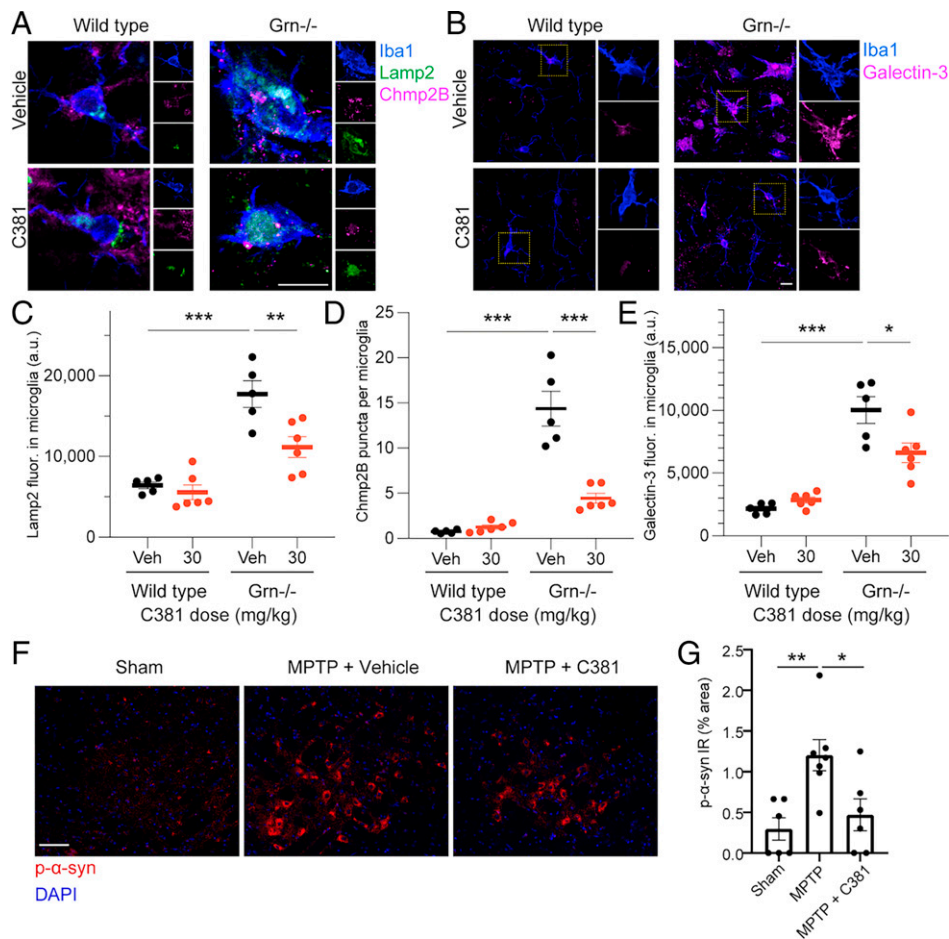 A
Wild type
Grn-/-
Vehicle
C381
Iba1
Lamp2
Chmp2B
B
Wild type
Grn-/-
Vehicle
C381
Iba1
Galectin-3
C
Lamp2 fluor. in microglia (a.u.)
20,000
10,000
0
***
**
Veh
30
Veh
30
Wild type
Grn-/-
C381 dose (mg/kg)
D
Chmp2B puncta per microglia
25
20
15
10
5
0
***
***
Veh
30
Veh
30
Wild type
Grn-/-
C381 dose (mg/kg)
E
Galectin-3 fluor. in microglia (a.u.)
15,000
10,000
5,000
0
***
*
Veh
30
Veh
30
Wild type
Grn-/-
C381 dose (mg/kg)
F
Sham
MPTP + Vehicle
MPTP + C381
p-α-syn
DAPI
G
p-α-syn IR (% area)
2.5
2.0
1.5
1.0
0.5
0.0
**
*
Sham
MPTP
MPTP + C381